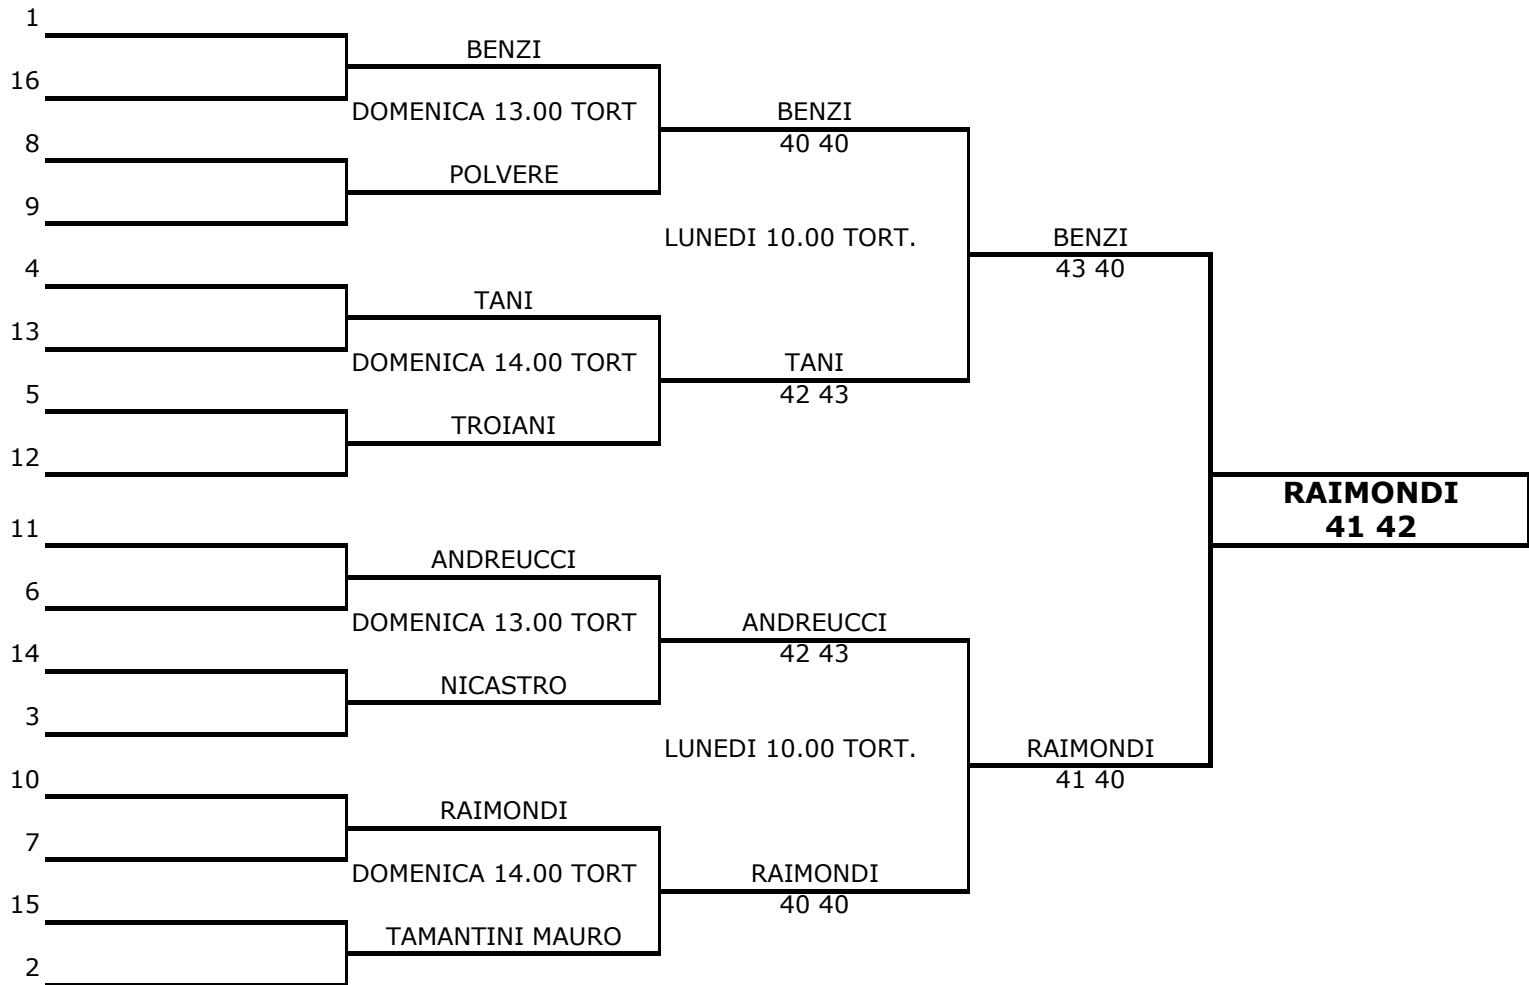 1
BENZI
16
DOMENICA 13.00 TORT
BENZI
40 40
8
POLVERE
9
LUNEDI 10.00 TORT.
BENZI
43 40
4
TANI
13
DOMENICA 14.00 TORT
TANI
42 43
5
TROIANI
12
RAIMONDI
41 42
11
ANDREUCCI
6
DOMENICA 13.00 TORT
ANDREUCCI
42 43
14
NICASTRO
3
LUNEDI 10.00 TORT.
RAIMONDI
41 40
10
RAIMONDI
7
DOMENICA 14.00 TORT
RAIMONDI
40 40
15
TAMANTINI MAURO
2